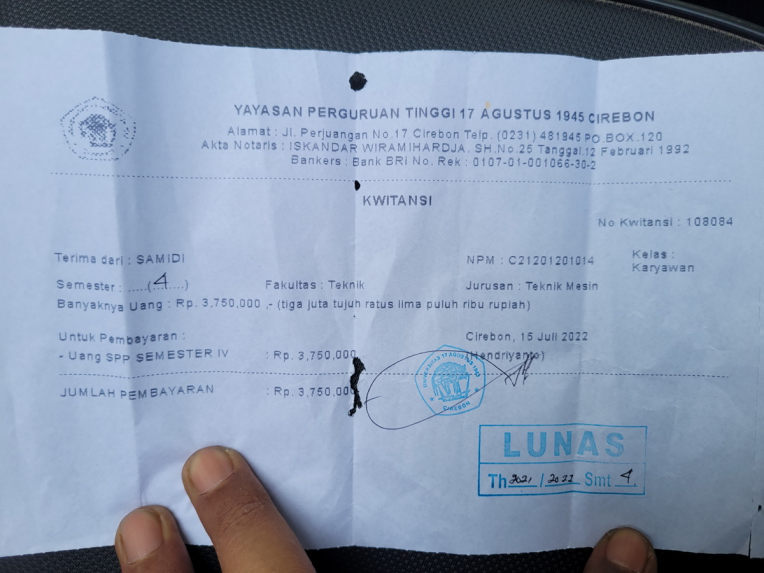 YAYASAN PERGURUAN TINGGI 17 AGUSTUS 1945 CIREBON
Alamat : Jl. Perjuangan No.17 Cirebon Telp. (0231) 481945 PO.BOX.120
Akta Notaris : ISKANDAR WIRAMIHARDJA. SH.No.25 Tanggal.12 Februari 1992
Bankers : Bank BRI No. Rek : 0107-01-001066-30-2
KWITANSI
No Kwitansi : 108084
Terima dari : SAMIDI NPM : C21201201014 Kelas : Karyawan
Semester : .....(4....) Fakultas : Teknik Jurusan : Teknik Mesin
Banyaknya Uang : Rp. 3,750,000 ,- (tiga juta tujuh ratus lima puluh ribu rupiah)
Untuk Pembayaran : Cirebon, 15 Juli 2022
- Uang SPP SEMESTER IV : Rp. 3,750,000 (Hendriyanto)
JUMLAH PEMBAYARAN : Rp. 3,750,000
17 AGUSTUS 1945
CIREBON
LUNAS
Th 2021 / 2022 Smt 4